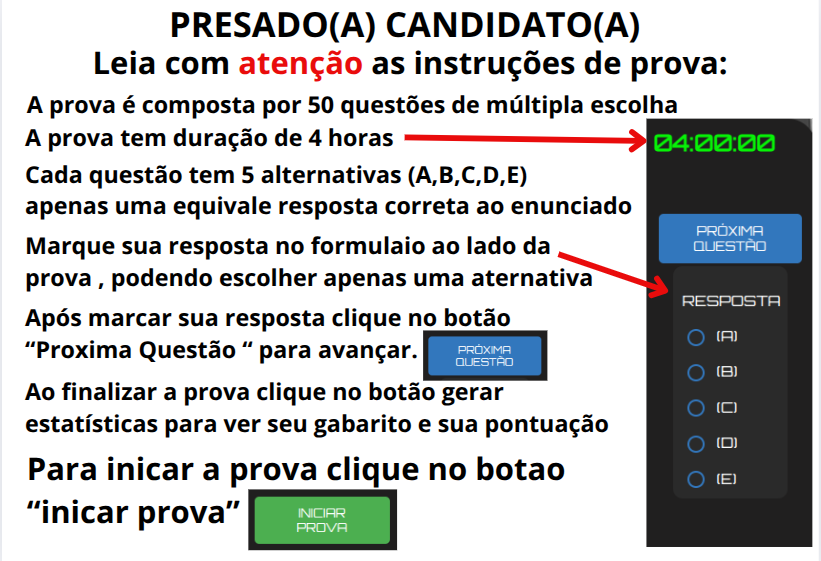 PRESADO(A) CANDIDATO(A)
Leia com atenção as instruções de prova:
A prova é composta por 50 questões de múltipla escolha
A prova tem duração de 4 horas
04:00:00
Cada questão tem 5 alternativas (A,B,C,D,E)
apenas uma equivale resposta correta ao enunciado
PRÓXIMA
QUESTÃO
Marque sua resposta no formulaio ao lado da
prova , podendo escolher apenas uma aternativa
RESPOSTA
(A)
(B)
(C)
(D)
(E)
Após marcar sua resposta clique no botão
“Proxima Questão “ para avançar.
PRÓXIMA
QUESTÃO
Ao finalizar a prova clique no botão gerar
estatísticas para ver seu gabarito e sua pontuação
Para inicar a prova clique no botao
“inicar prova”
INICIAR
PROVA